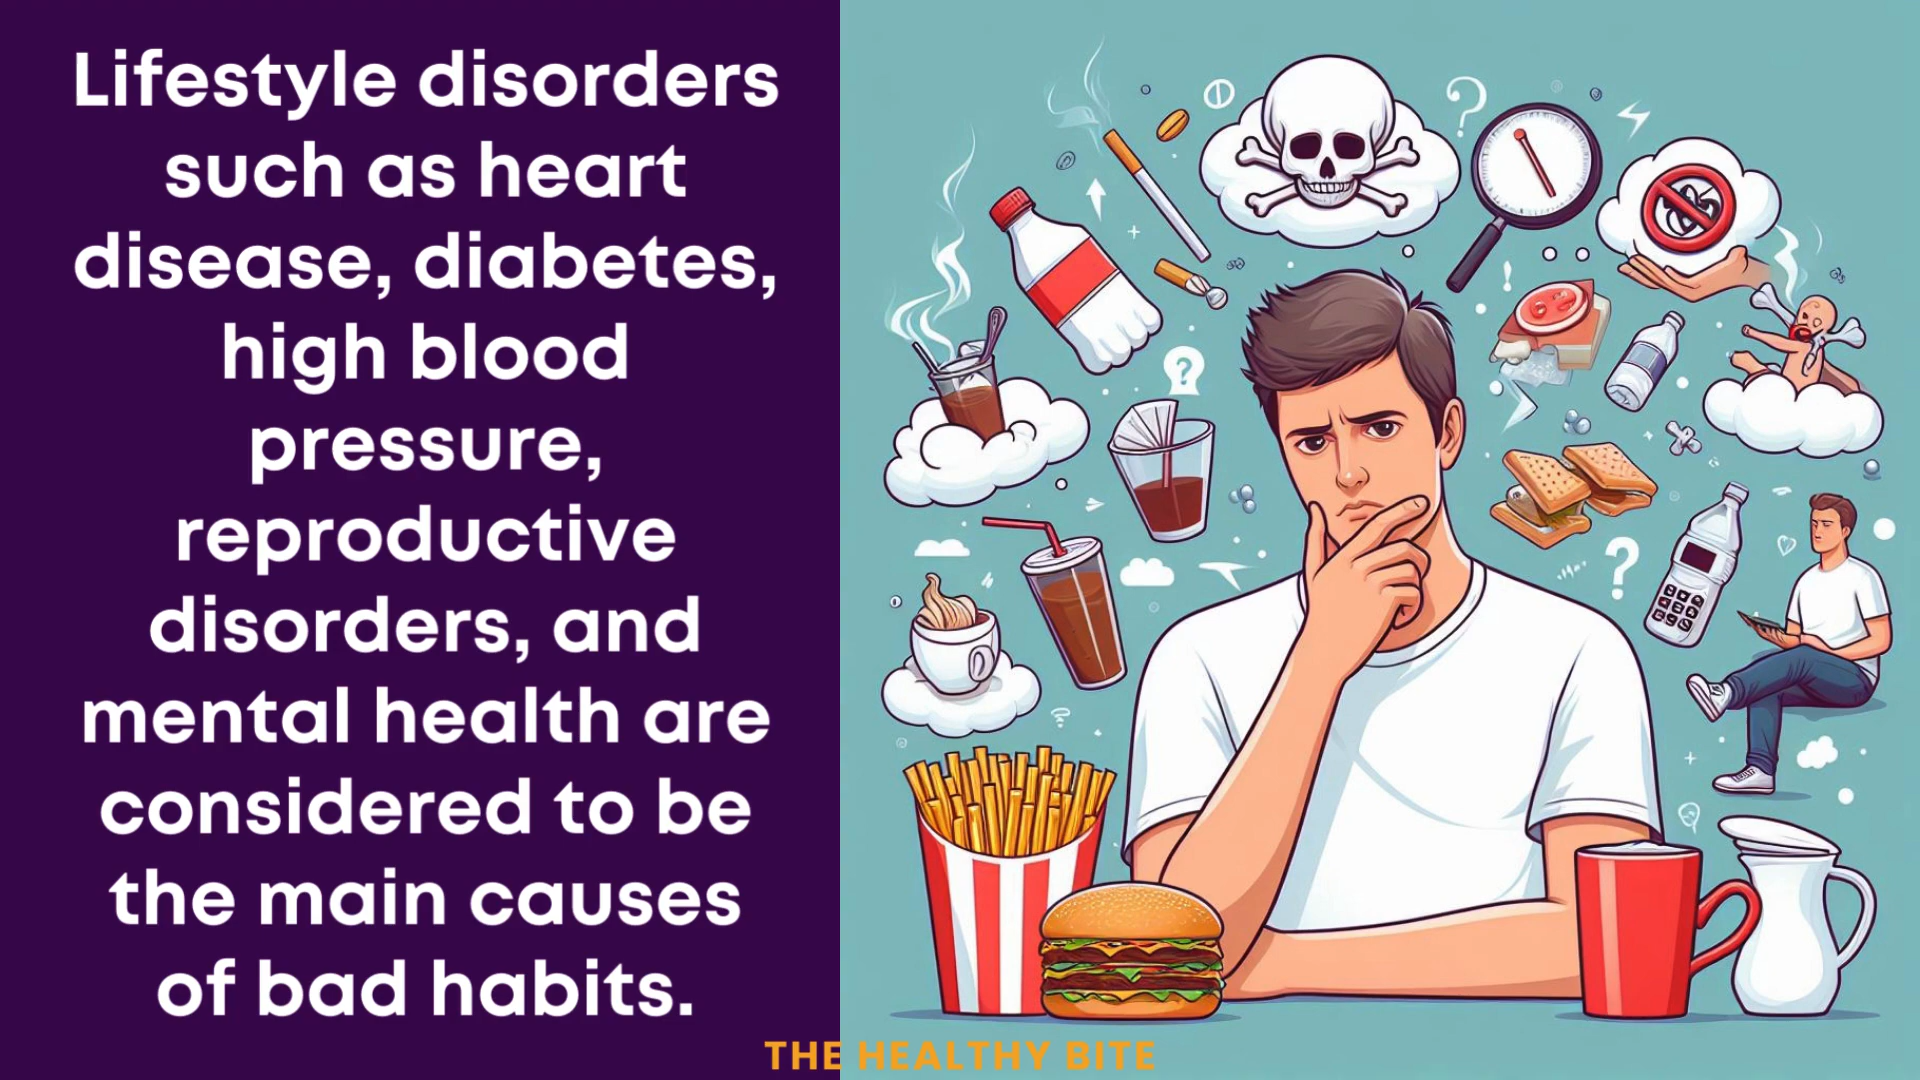 Lifestyle disorders
such as heart
disease, diabetes,
high blood
pressure,
reproductive
disorders, and
mental health are
considered to be
the main causes
of bad habits.
THE HEALTHY BITE